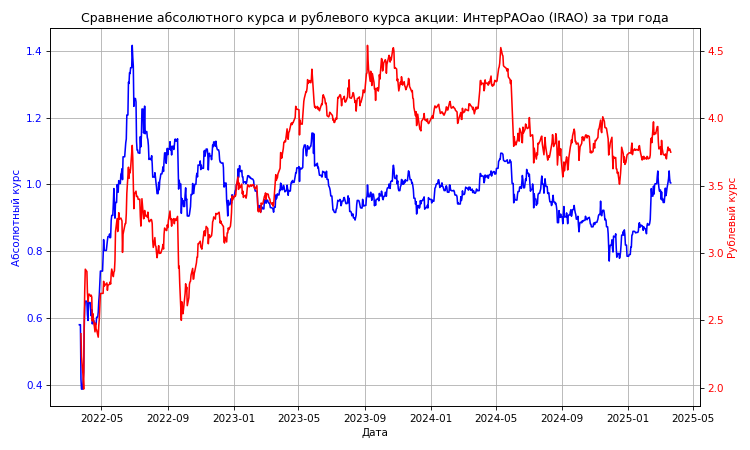 Сравнение абсолютного курса и рублевого курса акции: ИнтерРАОао (IRAO) за три года
1.4
1.2
1.0
0.8
0.6
0.4
Абсолютный курс
4.5
4.0
3.5
3.0
2.5
2.0
Рублевый курс
2022-05 2022-09 2023-01 2023-05 2023-09 2024-01 2024-05 2024-09 2025-01 2025-05
Дата